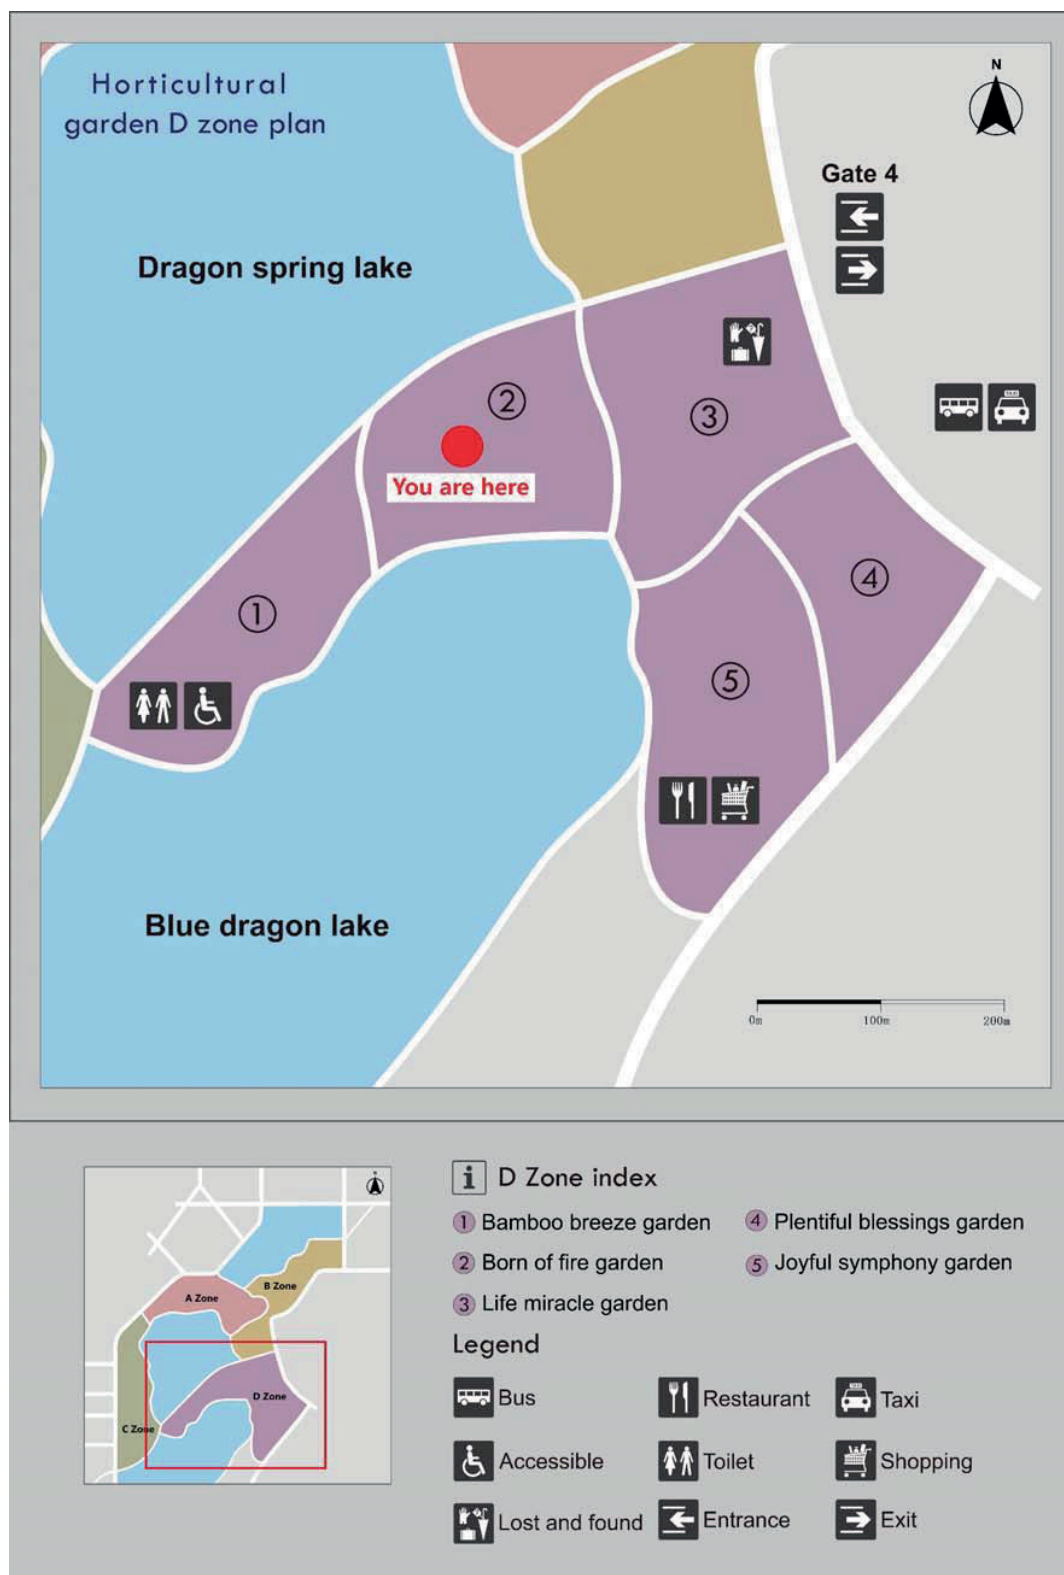 Horticultural
garden D zone plan
N
Gate 4
Dragon spring lake
TAXI
2
3
You are here
4
1
5
Blue dragon lake
0m 100m 200m
i D Zone index
1 Bamboo breeze garden
4 Plentiful blessings garden
2 Born of fire garden
5 Joyful symphony garden
3 Life miracle garden
B Zone
A Zone
D Zone
C Zone
Legend
Bus
Restaurant
TAXI
Taxi
Accessible
Toilet
Shopping
Lost and found
Entrance
Exit